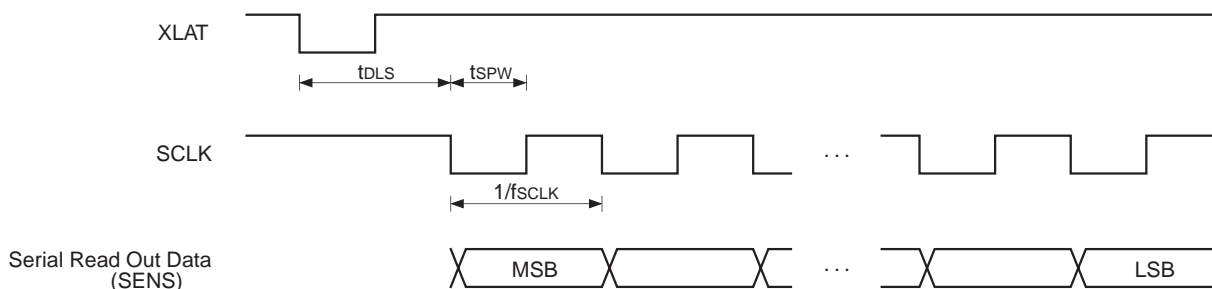 XLAT
tDLS tSPW
SCLK
...
1/fSCLK
Serial Read Out Data
(SENS)
MSB
...
LSB